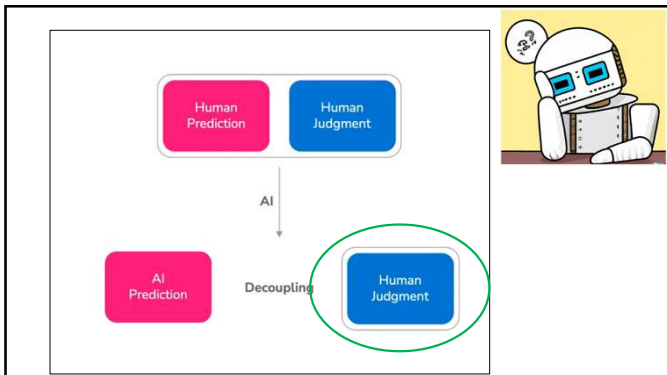 Human
Prediction
Human
Judgment
AI
AI
Prediction
Decoupling
Human
Judgment